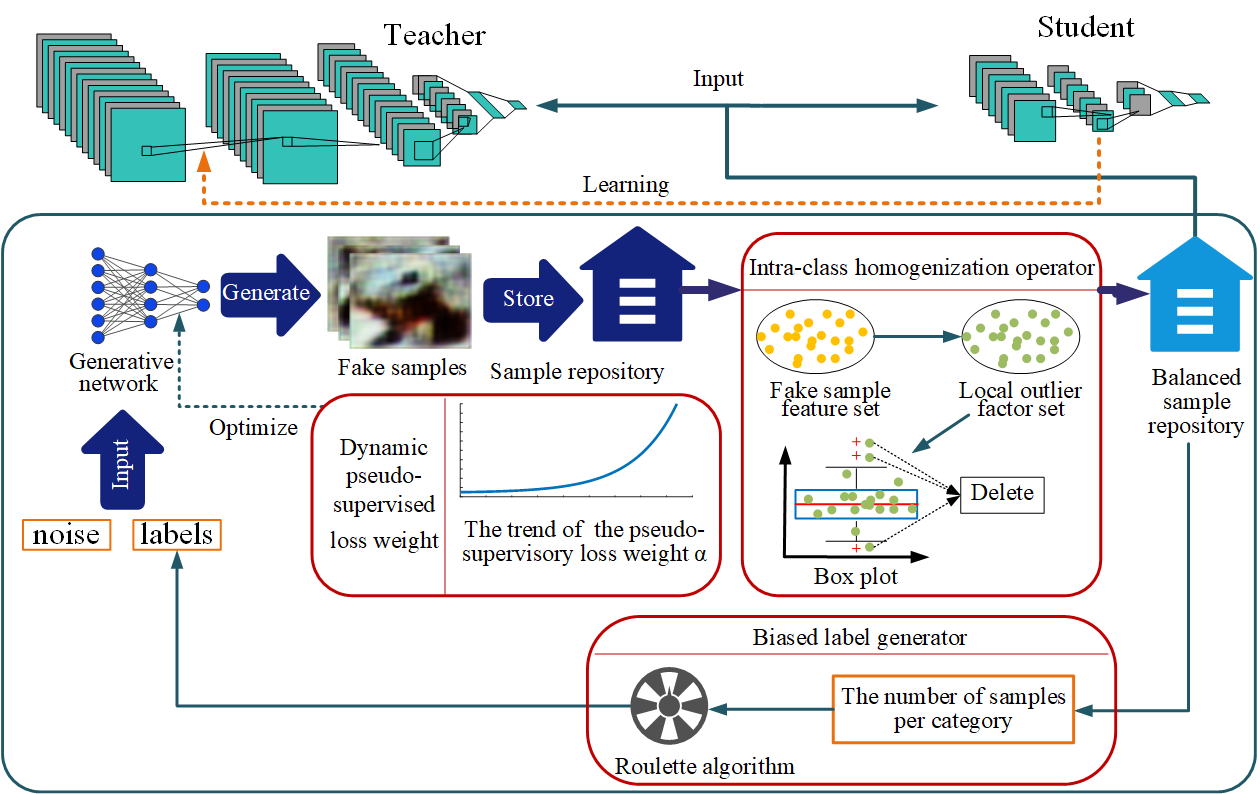 Teacher
Student
Input
Learning
Generative
network
Generate
Fake samples
Store
Sample repository
Intra-class homogenization operator
Fake sample
feature set
Local outlier
factor set
Delete
Box plot
Balanced
sample
repository
Optimize
Input
noise
labels
Dynamic
pseudo-
supervised
loss weight
The trend of the pseudo-
supervisory loss weight α
Biased label generator
The number of samples
per category
Roulette algorithm